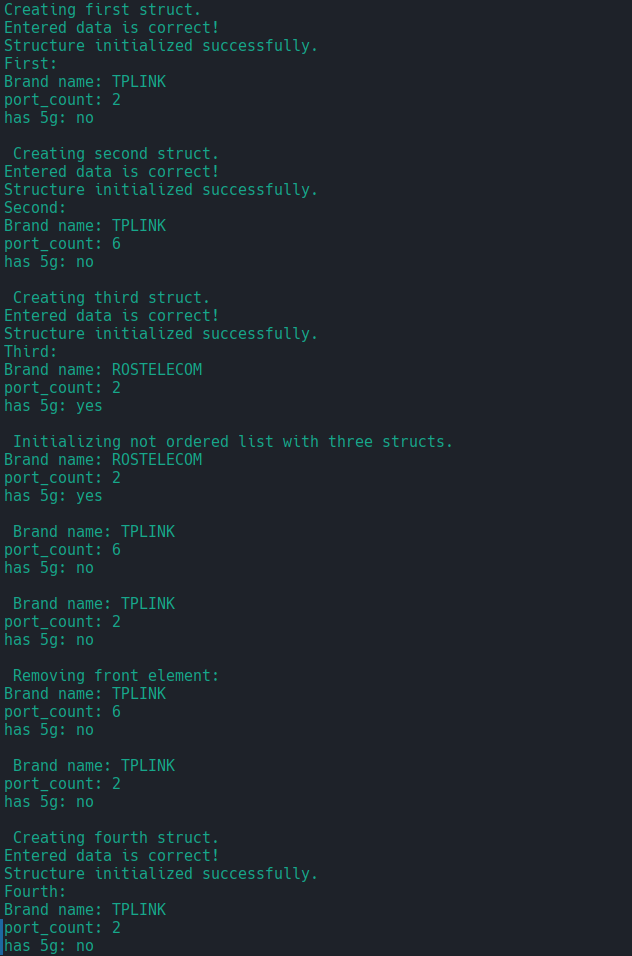 Creating first struct.
Entered data is correct!
Structure initialized successfully.
First:
Brand name: TPLINK
port_count: 2
has 5g: no

 Creating second struct.
Entered data is correct!
Structure initialized successfully.
Second:
Brand name: TPLINK
port_count: 6
has 5g: no

 Creating third struct.
Entered data is correct!
Structure initialized successfully.
Third:
Brand name: ROSTELECOM
port_count: 2
has 5g: yes

 Initializing not ordered list with three structs.
Brand name: ROSTELECOM
port_count: 2
has 5g: yes

 Brand name: TPLINK
port_count: 6
has 5g: no

 Brand name: TPLINK
port_count: 2
has 5g: no

 Removing front element:
Brand name: TPLINK
port_count: 6
has 5g: no

 Brand name: TPLINK
port_count: 2
has 5g: no

 Creating fourth struct.
Entered data is correct!
Structure initialized successfully.
Fourth:
Brand name: TPLINK
port_count: 2
has 5g: no